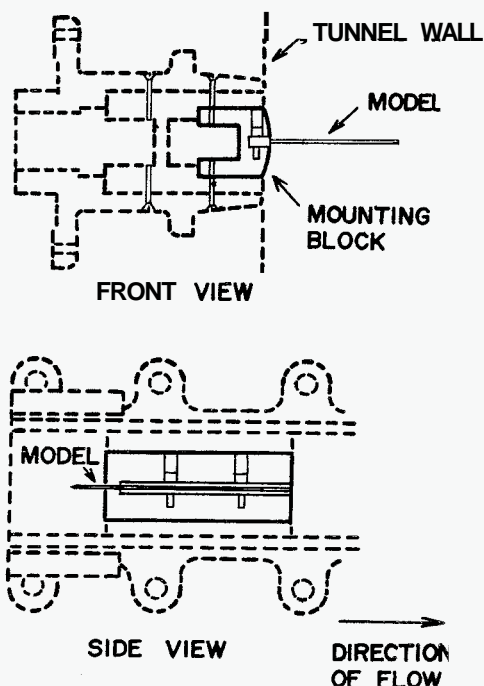 TUNNEL WALL
MODEL
MOUNTING
BLOCK
FRONT VIEW
MODEL
SIDE VIEW
DIRECTION
OF FLOW